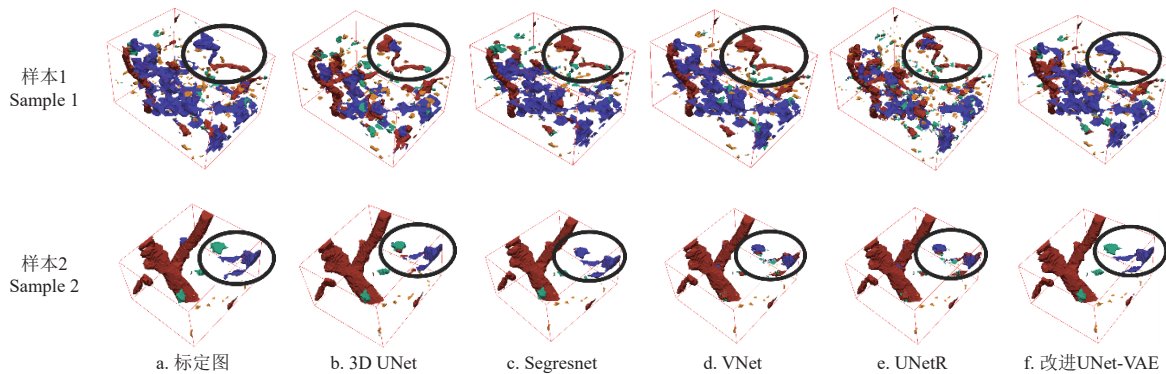 样本1
Sample 1
样本2
Sample 2
a. 标定图
b. 3D UNet
c. Segresnet
d. VNet
e. UNetR
f. 改进UNet-VAE